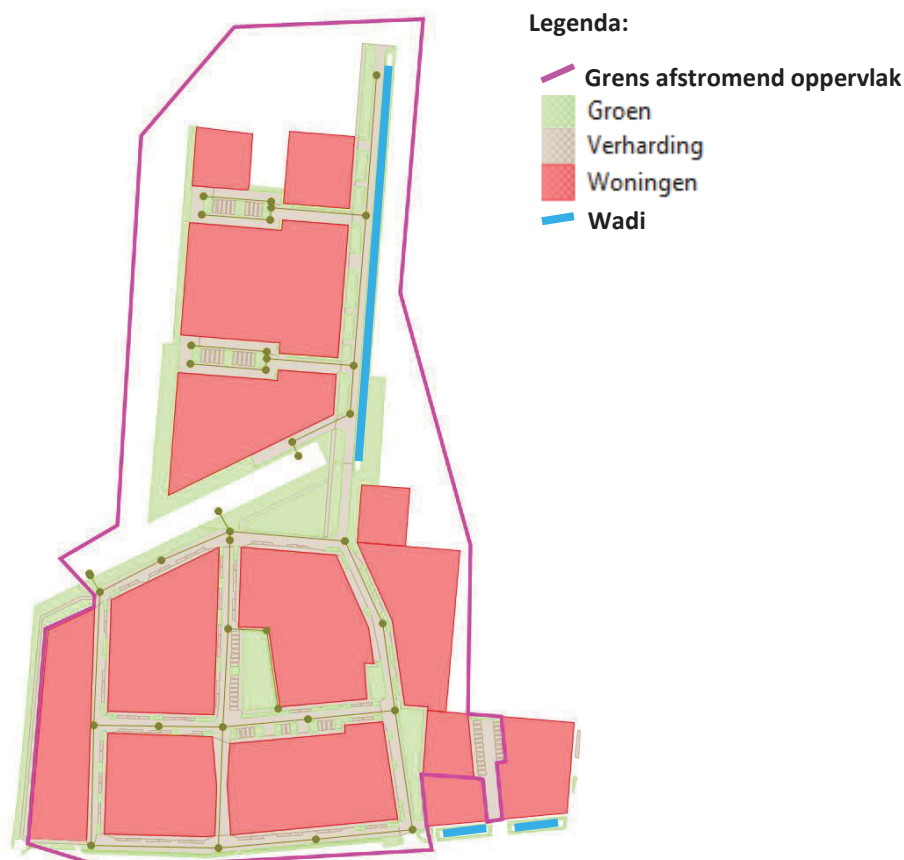 Legenda:
Grens afstromend oppervlak
Groen
Verharding
Woningen
Wadi